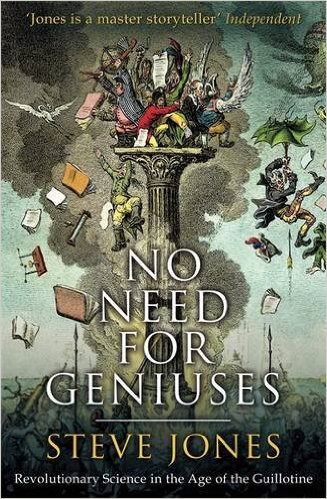 ‘Jones is a master storyteller’ Independent
NO
NEED
FOR
GENIUSES
STEVE JONES
Revolutionary Science in the Age of the Guillotine